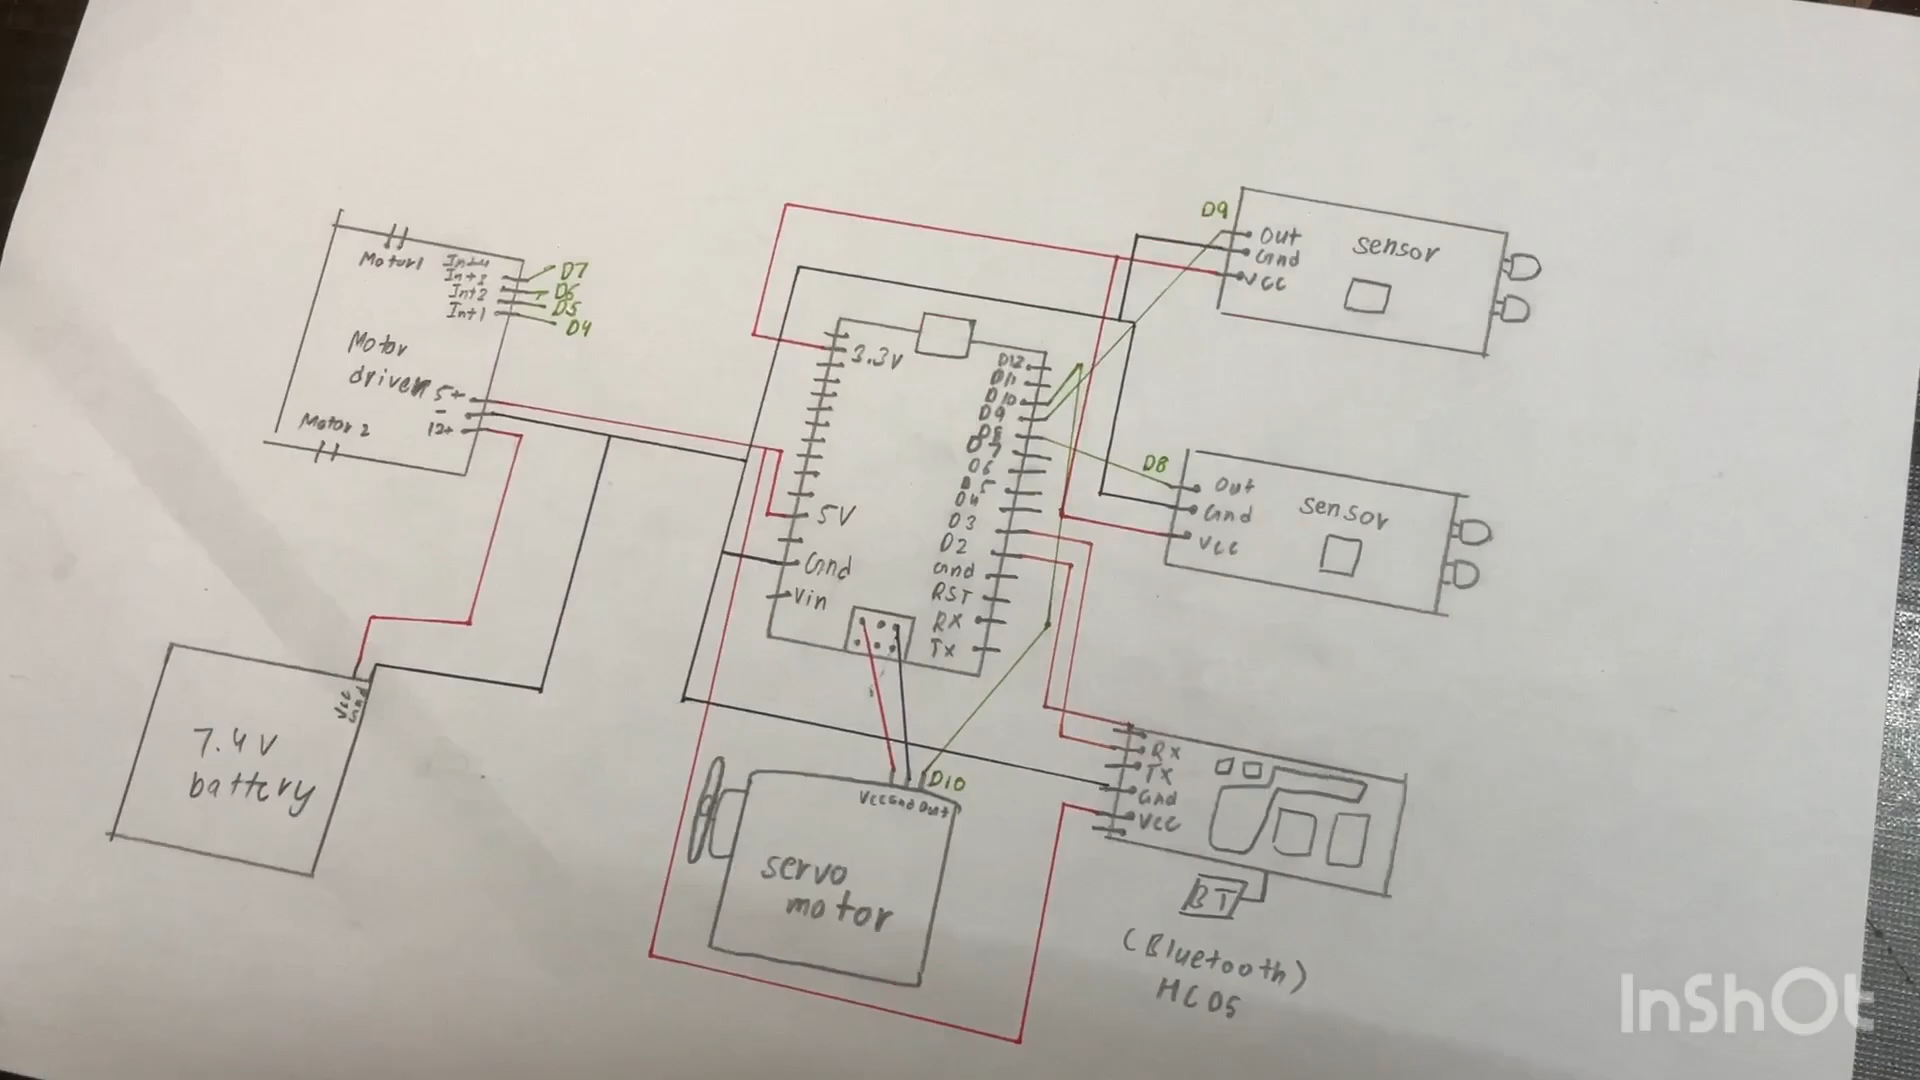 Motor1
Int4
Int3
Int2
Int1
D7
D6
D5
D4
Motor
driver
5+
-
12+
Motor 2
7.4V
battery
Vcc
Gnd
3.3V
5V
Gnd
Vin
D12
D11
D10
D9
D8
D7
D6
D5
D4
D3
D2
Gnd
RST
RX
TX
D9
Out
Gnd
VCC
sensor
D8
Out
Gnd
VCC
sensor
D10
VCC Gnd Out
servo
motor
RX
TX
Gnd
VCC
BT
(Bluetooth)
HC05
InShOt